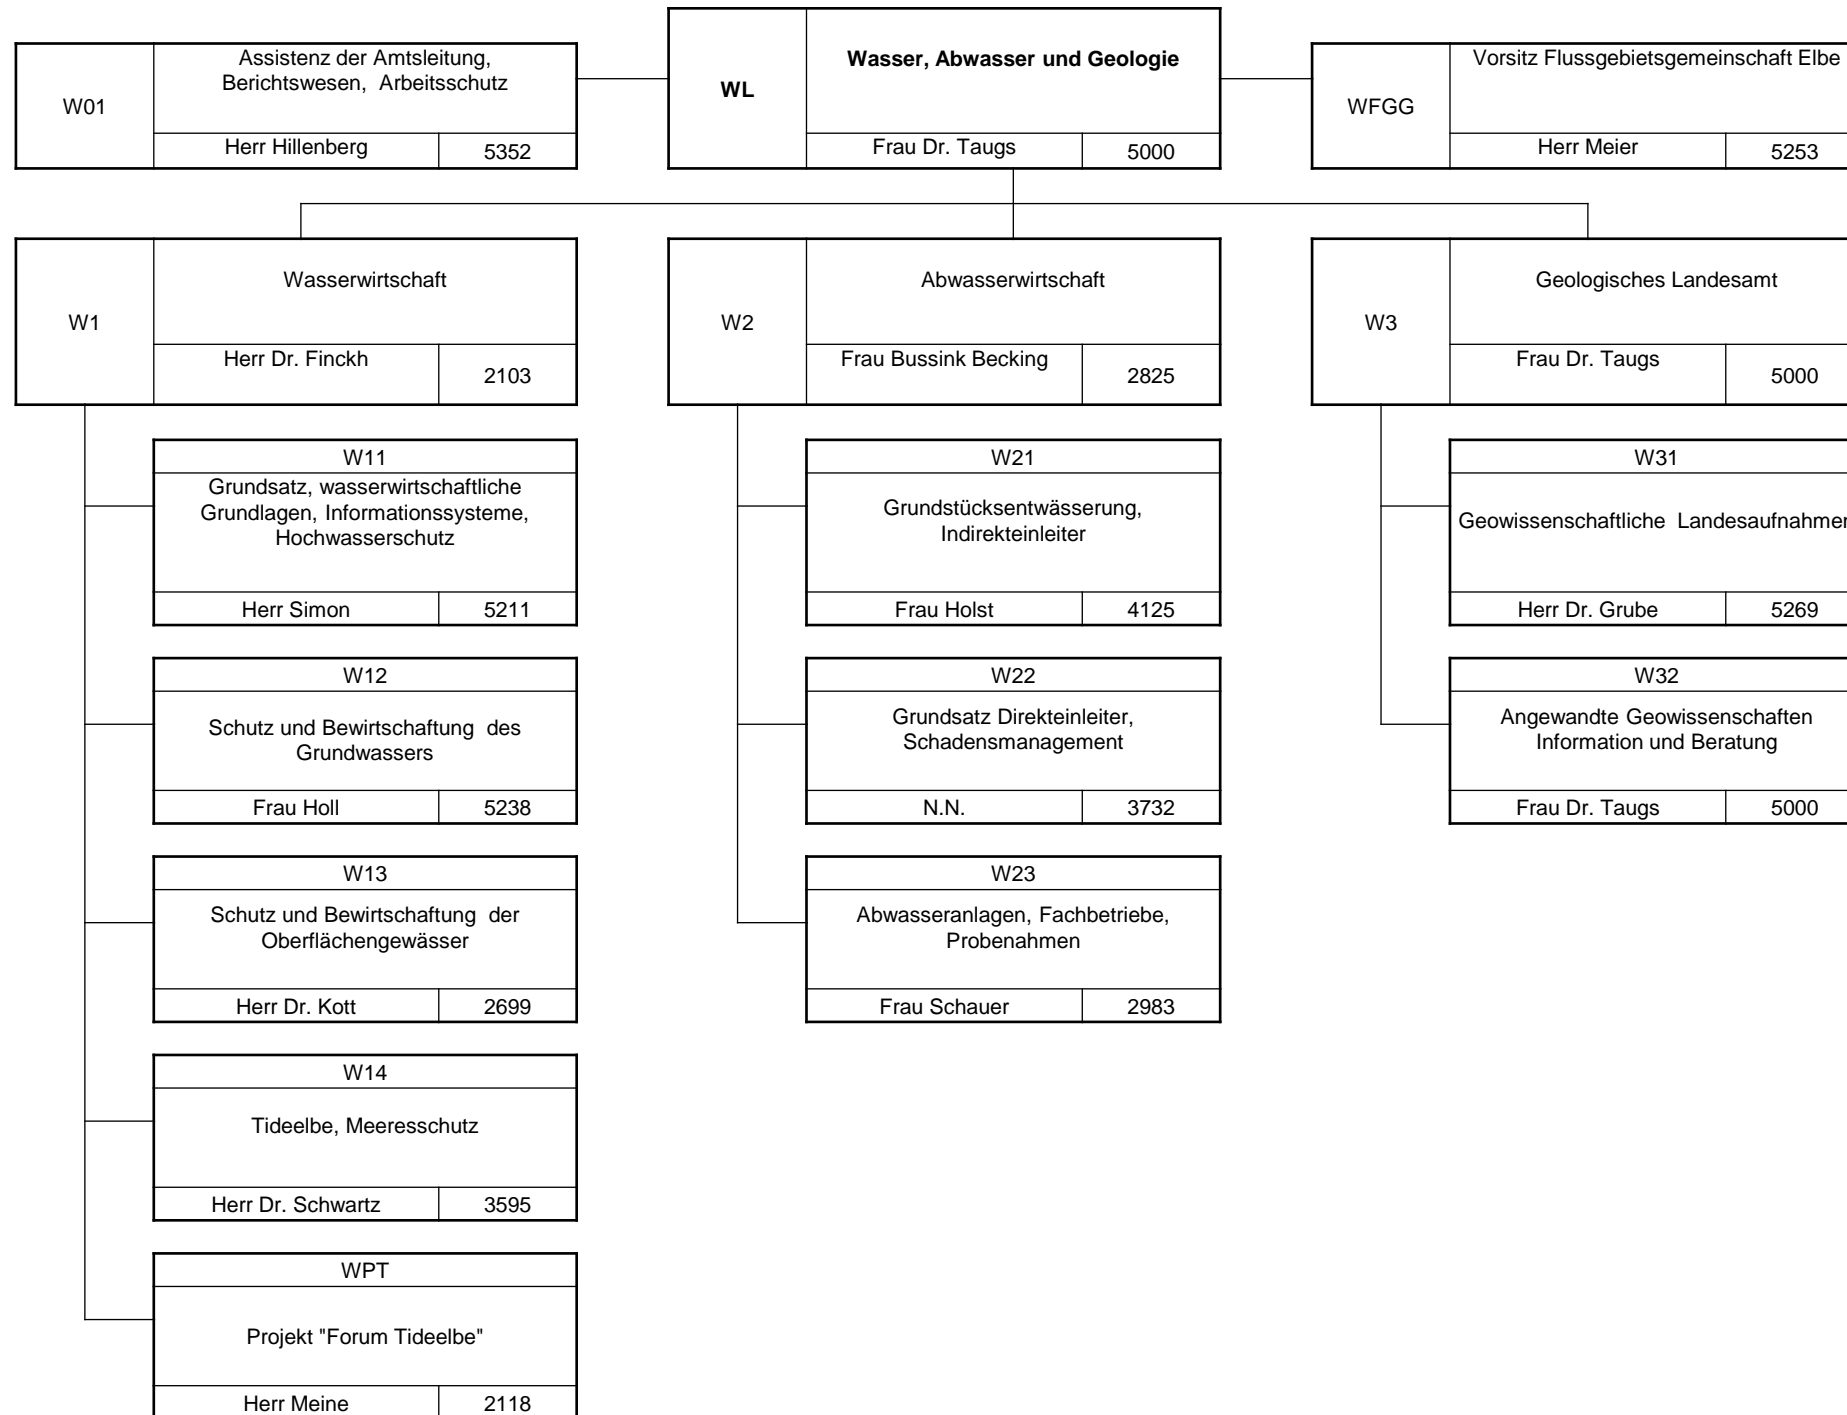 W01
Assistenz der Amtsleitung,
Berichtswesen, Arbeitsschutz
Herr Hillenberg
5352
WL
Wasser, Abwasser und Geologie
Frau Dr. Taugs
5000
WFGG
Vorsitz Flussgebietsgemeinschaft Elbe
Herr Meier
5253
W1
Wasserwirtschaft
Herr Dr. Finckh
2103
W2
Abwasserwirtschaft
Frau Bussink Becking
2825
W3
Geologisches Landesamt
Frau Dr. Taugs
5000
W11
Grundsatz, wasserwirtschaftliche
Grundlagen, Informationssysteme,
Hochwasserschutz
Herr Simon
5211
W12
Schutz und Bewirtschaftung des
Grundwassers
Frau Holl
5238
W13
Schutz und Bewirtschaftung der
Oberflächengewässer
Herr Dr. Kott
2699
W14
Tideelbe, Meeresschutz
Herr Dr. Schwartz
3595
WPT
Projekt "Forum Tideelbe"
Herr Meine
2118
W21
Grundstücksentwässerung,
Indirekteinleiter
Frau Holst
4125
W22
Grundsatz Direkteinleiter,
Schadensmanagement
N.N.
3732
W23
Abwasseranlagen, Fachbetriebe,
Probenahmen
Frau Schauer
2983
W31
Geowissenschaftliche Landesaufnahmen
Herr Dr. Grube
5269
W32
Angewandte Geowissenschaften
Information und Beratung
Frau Dr. Taugs
5000